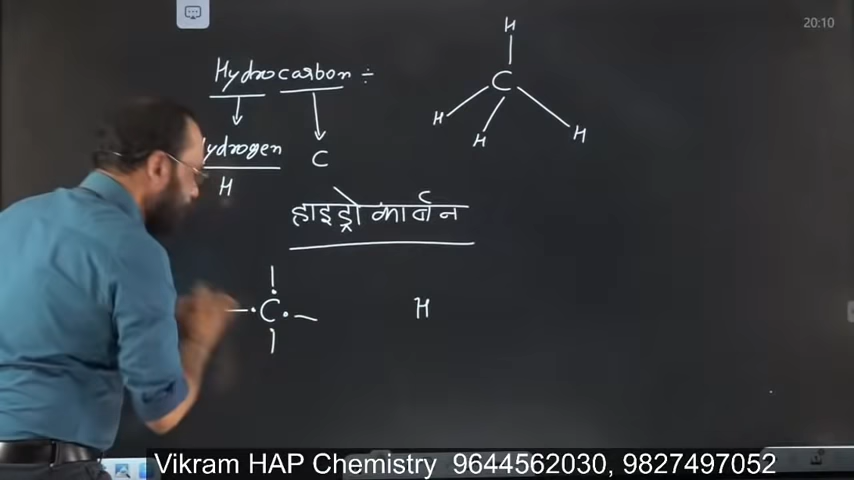 20:10
Hydrocarbon ÷
ydrogen C
H
हाइड्रो कार्बन
H
C
H H H
C H
Vikram HAP Chemistry 9644562030, 9827497052